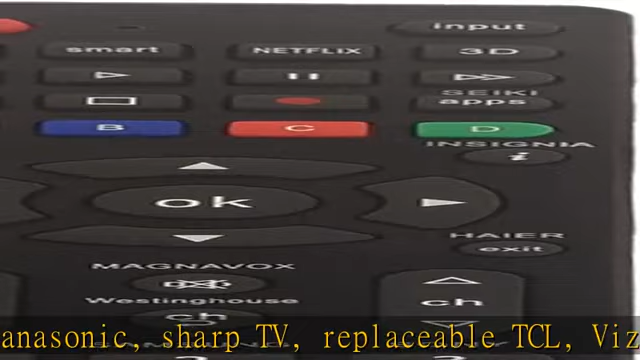 input
smart NETFLIX 3D
SEIKI
apps
B C D
INSIGNIA
i
ok
HAIER
exit
MAGNAVOX
Westinghouse
ch
ch
anasonic, sharp TV, replaceable TCL, Viz